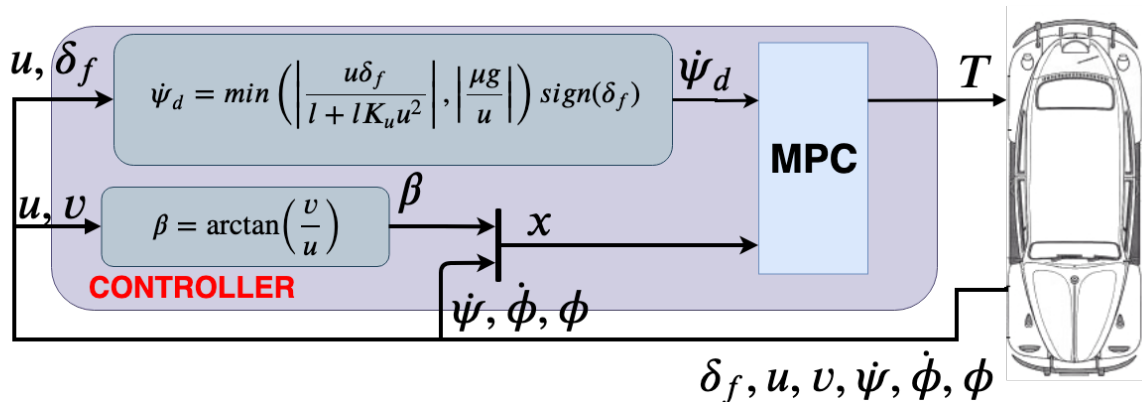 u, δ_f
ψ̇_d = min ( | uδ_f / (l + lK_u u²) | , | μg / u | ) sign(δ_f)
ψ̇_d
MPC
T
u, v
β = arctan( v / u )
β
x
CONTROLLER
ψ̇, ϕ̇, ϕ
δ_f, u, v, ψ̇, ϕ̇, ϕ